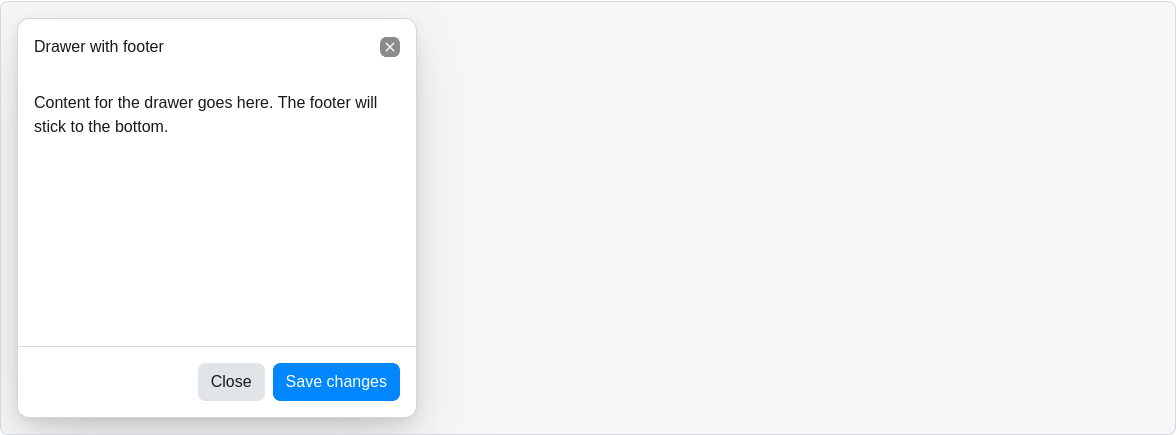 Drawer with footer
Content for the drawer goes here. The footer will
stick to the bottom.
Close
Save changes